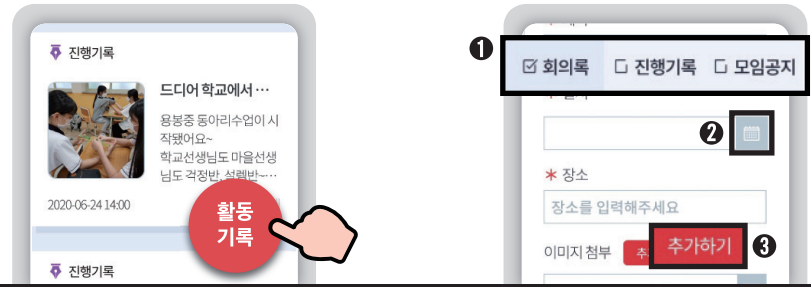 진행기록
드디어 학교에서 …
용봉중 동아리수업이 시
작됐어요~
학교선생님도 마을선생
님도 걱정반, 설렘반~…
2020-06-24 14:00
활동
기록
진행기록
❶
회의록 진행기록 모임공지
❷
* 장소
장소를 입력해주세요
이미지 첨부 추
추가하기 ❸